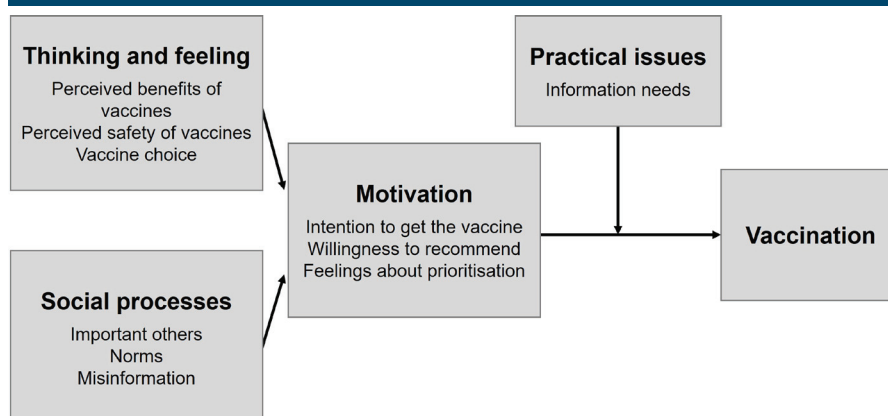 Thinking and feeling
Perceived benefits of
vaccines
Perceived safety of vaccines
Vaccine choice
Social processes
Important others
Norms
Misinformation
Motivation
Intention to get the vaccine
Willingness to recommend
Feelings about prioritisation
Practical issues
Information needs
Vaccination